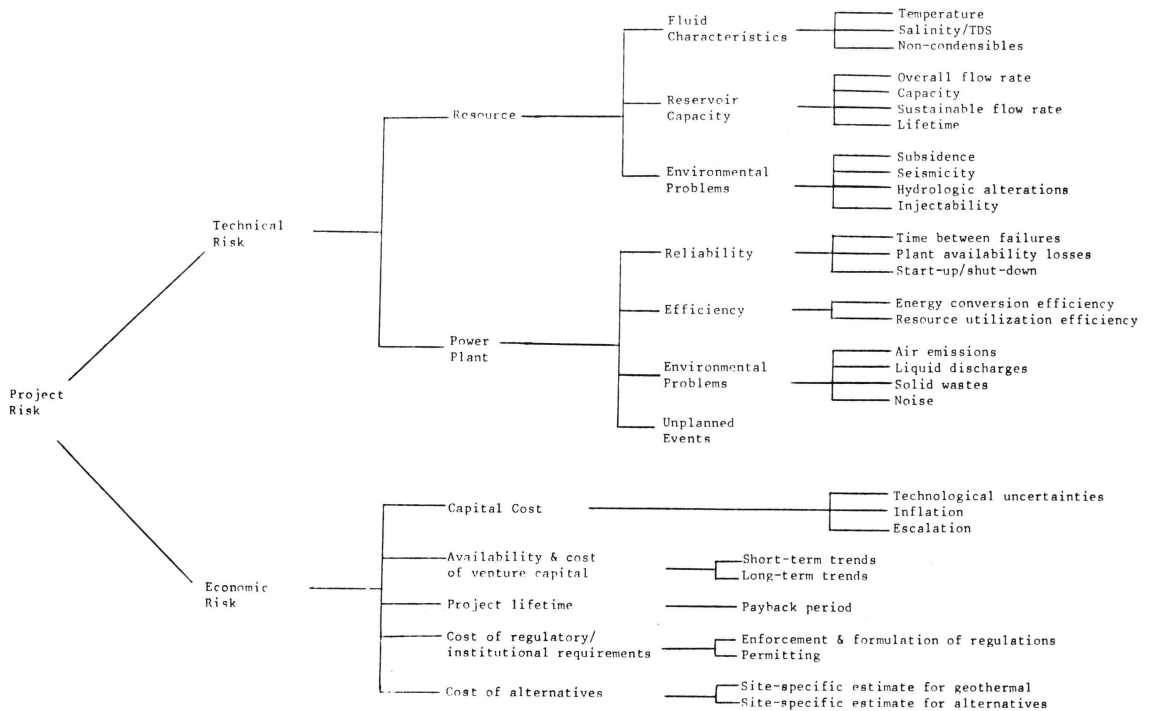 Project
Risk
Technical
Risk
Resource
Fluid
Characteristics
Temperature
Salinity/TDS
Non-condensibles
Reservoir
Capacity
Overall flow rate
Capacity
Sustainable flow rate
Lifetime
Environmental
Problems
Subsidence
Seismicity
Hydrologic alterations
Injectability
Power
Plant
Reliability
Time between failures
Plant availability losses
Start-up/shut-down
Efficiency
Energy conversion efficiency
Resource utilization efficiency
Environmental
Problems
Air emissions
Liquid discharges
Solid wastes
Noise
Unplanned
Events
Economic
Risk
Capital Cost
Technological uncertainties
Inflation
Escalation
Availability & cost
of venture capital
Short-term trends
Long-term trends
Project lifetime
Payback period
Cost of regulatory/
institutional requirements
Enforcement & formulation of regulations
Permitting
Cost of alternatives
Site-specific estimate for geothermal
Site-specific estimate for alternatives